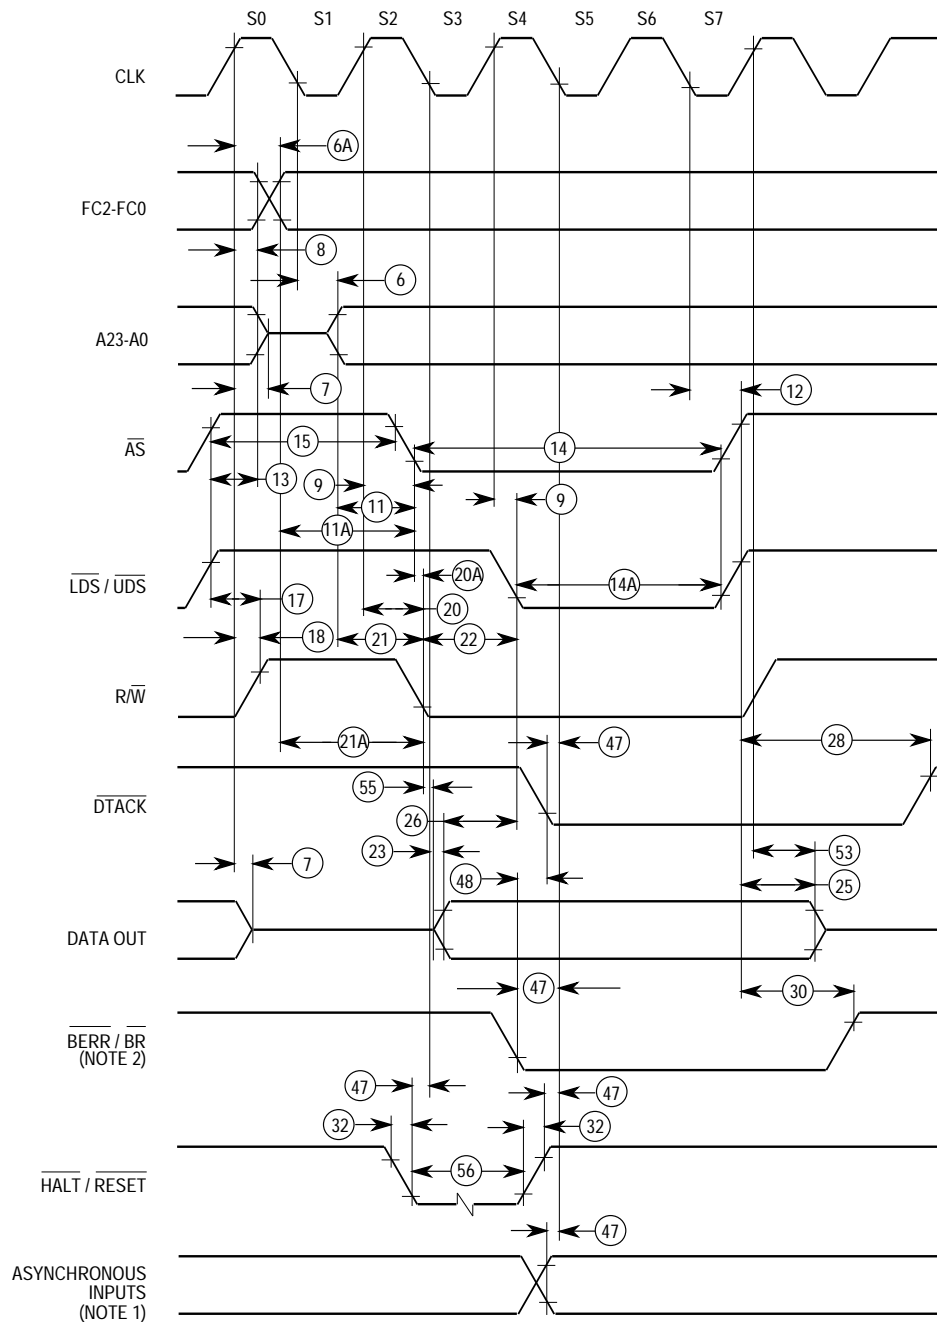 S0 S1 S2 S3 S4 S5 S6 S7
CLK
6A
FC2-FC0
8
6
A23-A0
7
12
AS
15
14
13
9
11
9
11A
LDS / UDS
20A
14A
17
20
18
21
22
R/W
21A
47
28
55
DTACK
26
23
53
7
48
25
DATA OUT
47
30
BERR / BR
(NOTE 2)
47
47
32
32
56
HALT / RESET
47
ASYNCHRONOUS
INPUTS
(NOTE 1)